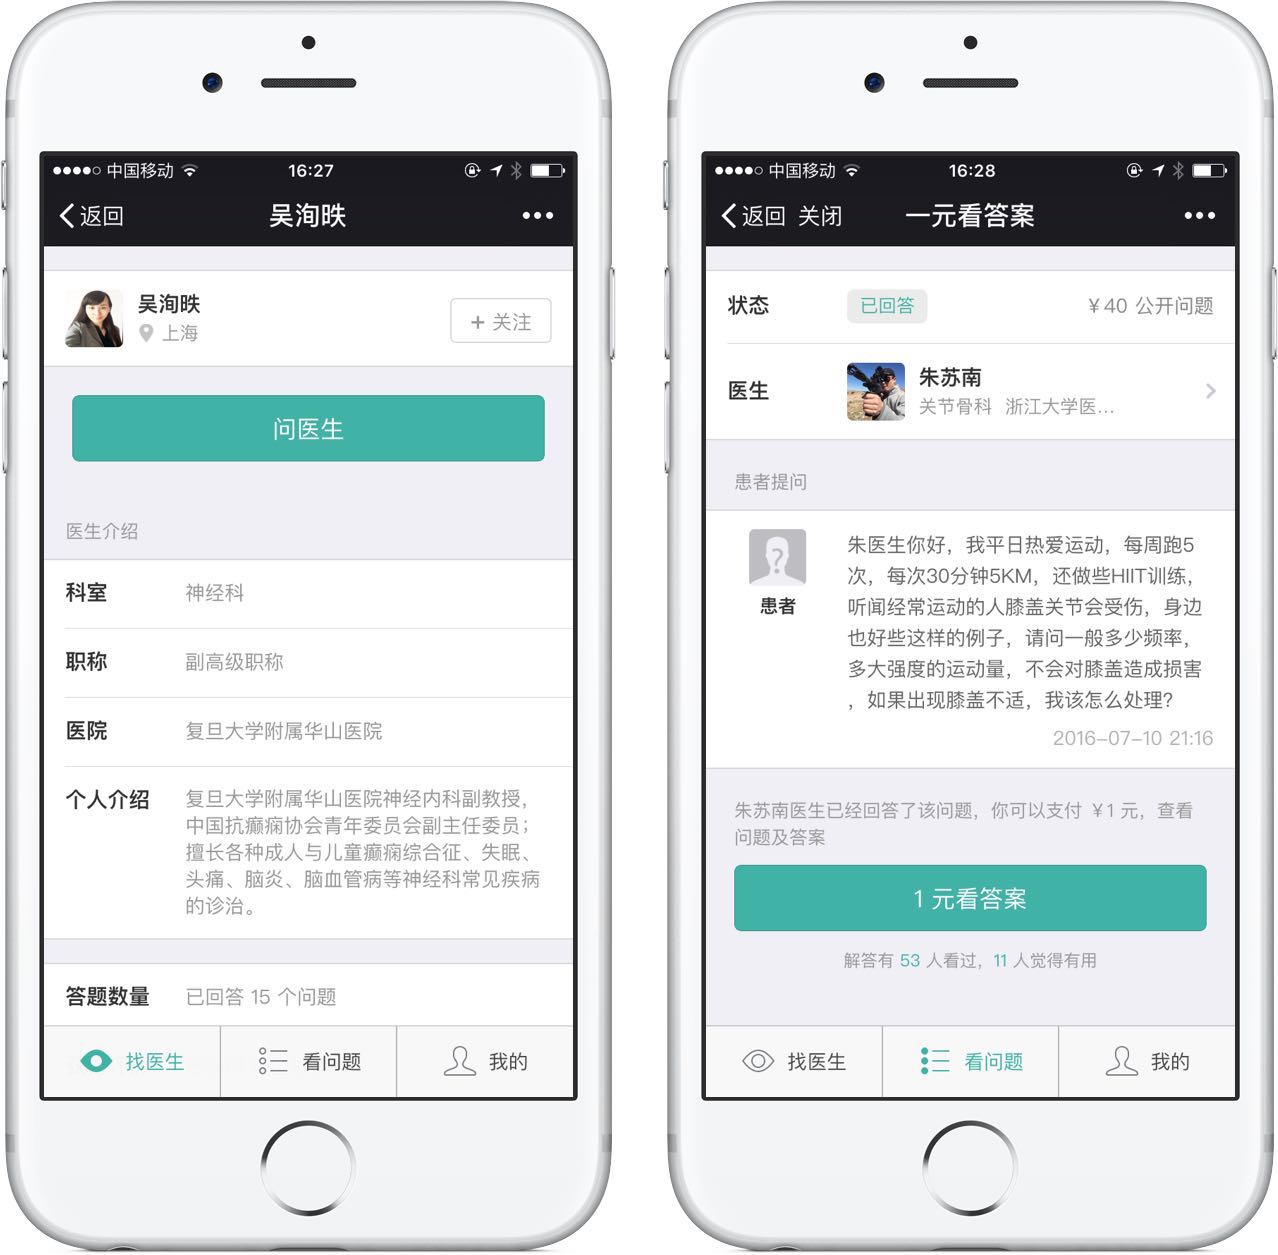 中国移动 16:27
返回 吴洵昳
吴洵昳
上海
+ 关注
问医生
医生介绍
科室 神经科
职称 副高级职称
医院 复旦大学附属华山医院
个人介绍 复旦大学附属华山医院神经内科副教授，
中国抗癫痫协会青年委员会副主任委员；
擅长各种成人与儿童癫痫综合征、失眠、
头痛、脑炎、脑血管病等神经科常见疾病
的诊治。
答题数量 已回答 15 个问题
找医生 看问题 我的
中国移动 16:28
返回 关闭 一元看答案
状态 已回答 ¥40 公开问题
医生 朱苏南
关节骨科 浙江大学医...
患者提问
患者
朱医生你好，我平日热爱运动，每周跑5
次，每次30分钟5KM，还做些HIIT训练，
听闻经常运动的人膝盖关节会受伤，身边
也好些这样的例子，请问一般多少频率，
多大强度的运动量，不会对膝盖造成损害
，如果出现膝盖不适，我该怎么处理?
2016-07-10 21:16
朱苏南医生已经回答了该问题，你可以支付 ¥1 元，查看
问题及答案
1 元看答案
解答有 53 人看过，11 人觉得有用
找医生 看问题 我的